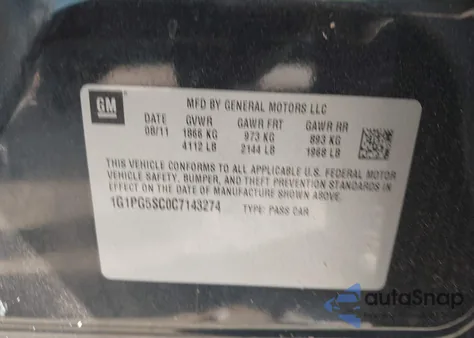 GM
MFD BY GENERAL MOTORS LLC
DATE GVWR GAWR FRT GAWR RR
08/11 1866 KG 973 KG 893 KG
4112 LB 2144 LB 1968 LB
THIS VEHICLE CONFORMS TO ALL APPLICABLE U.S. FEDERAL MOTOR
VEHICLE SAFETY, BUMPER, AND THEFT PREVENTION STANDARDS IN
EFFECT ON THE DATE OF MANUFACTURE SHOWN ABOVE.
1G1PG5SC0C7143274 TYPE: PASS CAR
autoSnap